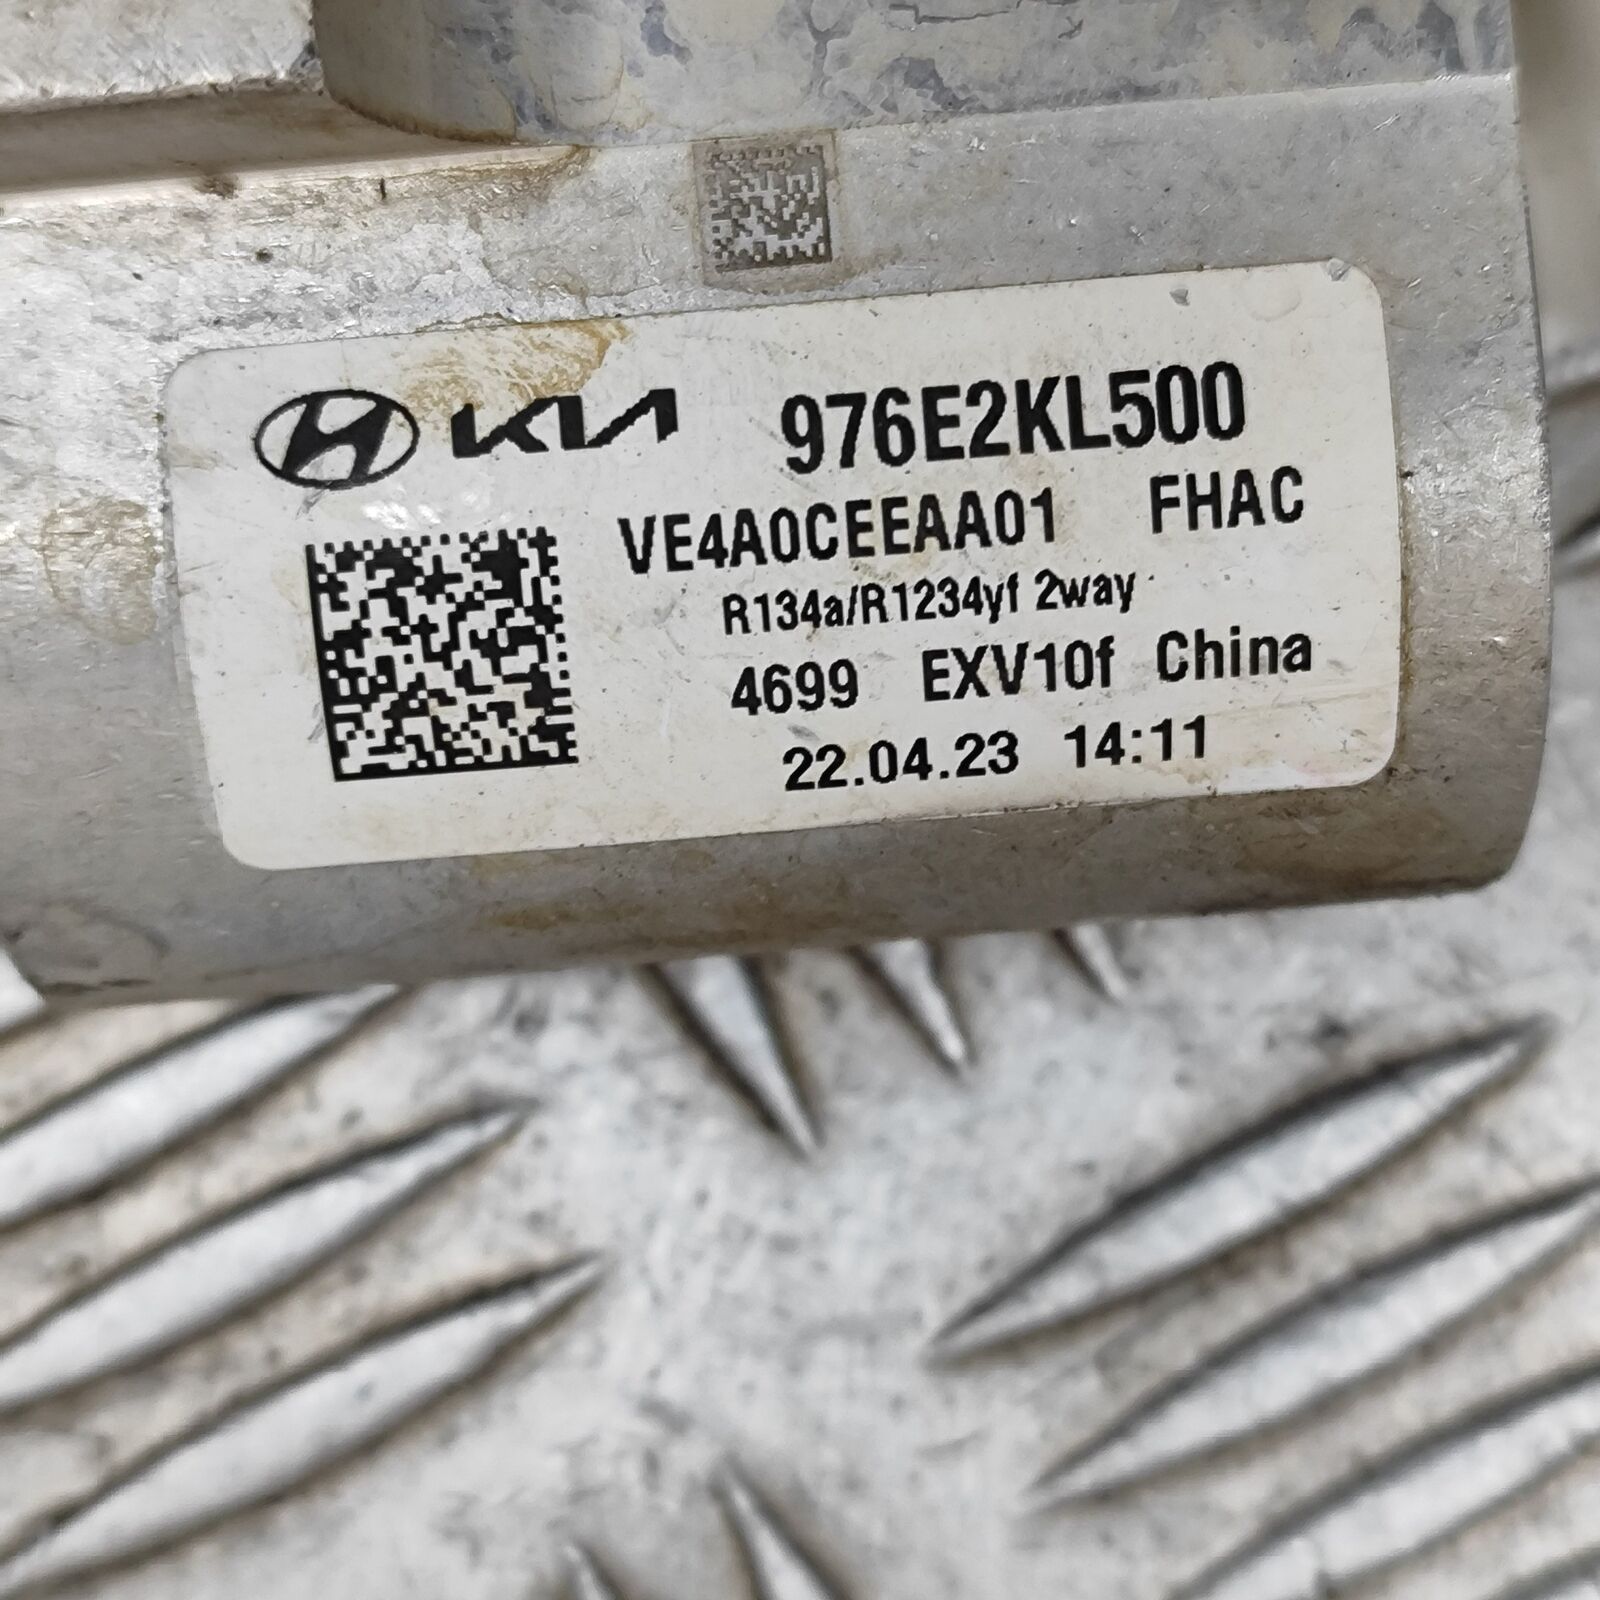 KIA 976E2KL500
VE4A0CEEAA01 FHAC
R134a/R1234yf 2way
4699 EXV10f China
22.04.23 14:11